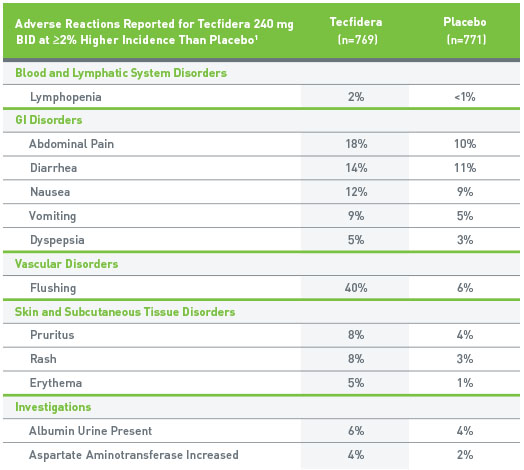 Adverse Reactions Reported for Tecfidera 240 mg Tecfidera Placebo
BID at ≥2% Higher Incidence Than Placebo¹ (n=769) (n=771)
Blood and Lymphatic System Disorders
Lymphopenia 2% <1%
GI Disorders
Abdominal Pain 18% 10%
Diarrhea 14% 11%
Nausea 12% 9%
Vomiting 9% 5%
Dyspepsia 5% 3%
Vascular Disorders
Flushing 40% 6%
Skin and Subcutaneous Tissue Disorders
Pruritus 8% 4%
Rash 8% 3%
Erythema 5% 1%
Investigations
Albumin Urine Present 6% 4%
Aspartate Aminotransferase Increased 4% 2%